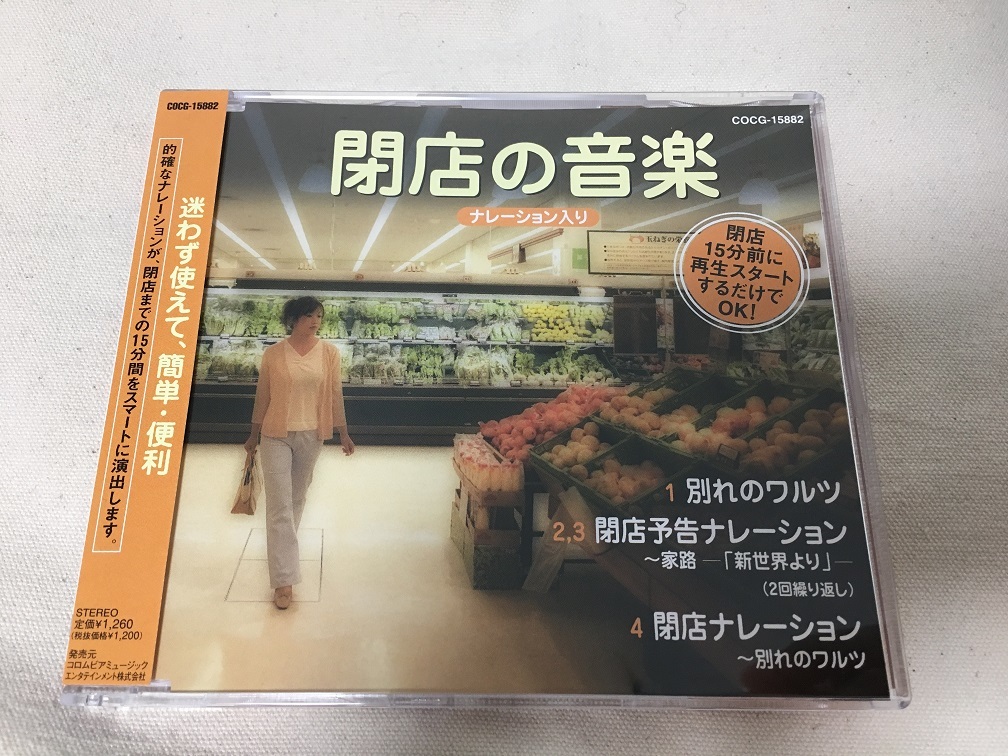 COCG-15882
迷わず使えて、簡単・便利
的確なナレーションが、閉店までの15分間をスマートに演出します。
STEREO
定価¥1,260
(税抜価格¥1,200)
発売元
コロムビアミュージック
エンタテインメント株式会社
COCG-15882
閉店の音楽
ナレーション入り
閉店
15分前に
再生スタート
するだけで
OK!
1 別れのワルツ
2,3 閉店予告ナレーション
～家路 ―「新世界より」―
(2回繰り返し)
4 閉店ナレーション
～別れのワルツ